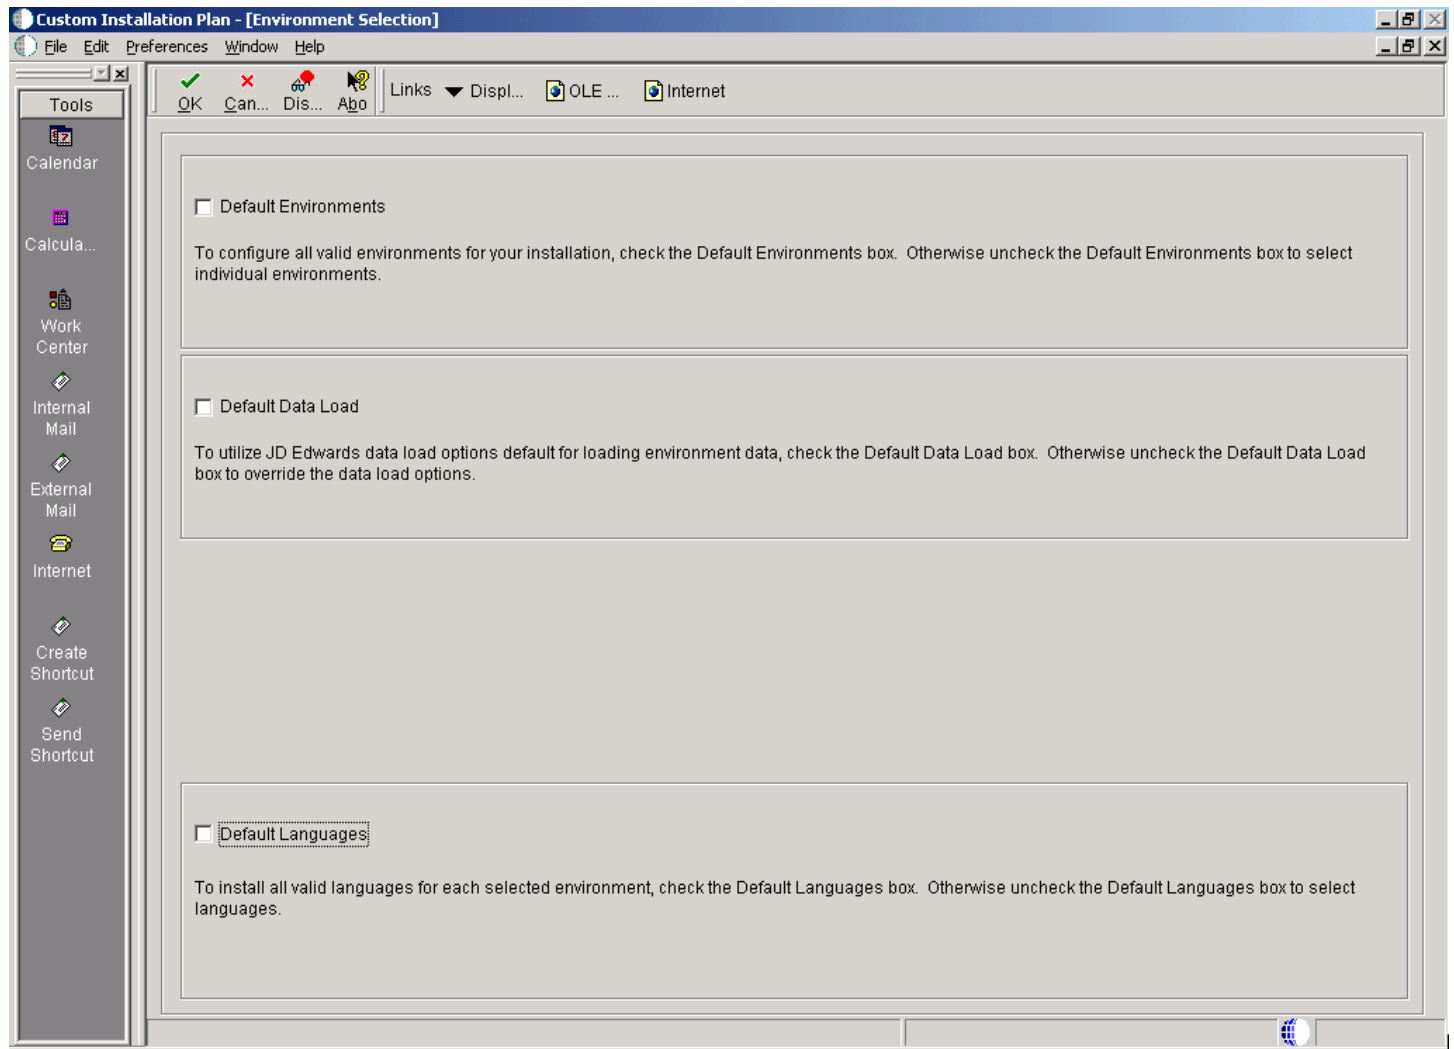 Custom Installation Plan - [Environment Selection]
File Edit Preferences Window Help
Tools
Calendar
Calcula...
Work
Center
Internal
Mail
External
Mail
Internet
Create
Shortcut
Send
Shortcut
OK Can... Dis... Abo Links Displ... OLE ... Internet
Default Environments
To configure all valid environments for your installation, check the Default Environments box. Otherwise uncheck the Default Environments box to select
individual environments.
Default Data Load
To utilize JD Edwards data load options default for loading environment data, check the Default Data Load box. Otherwise uncheck the Default Data Load
box to override the data load options.
Default Languages
To install all valid languages for each selected environment, check the Default Languages box. Otherwise uncheck the Default Languages box to select
languages.